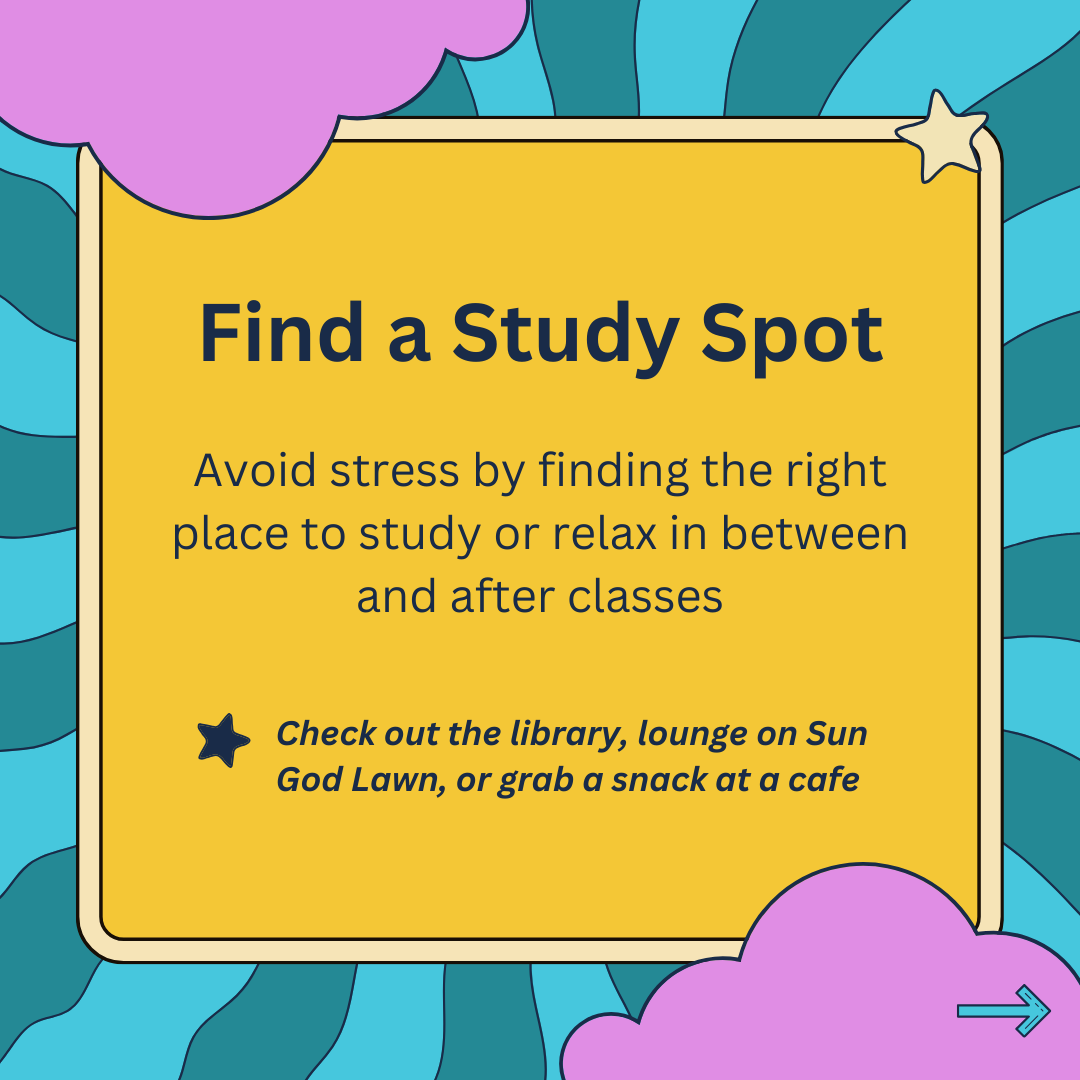 Find a Study Spot
Avoid stress by finding the right
place to study or relax in between
and after classes
Check out the library, lounge on Sun
God Lawn, or grab a snack at a cafe